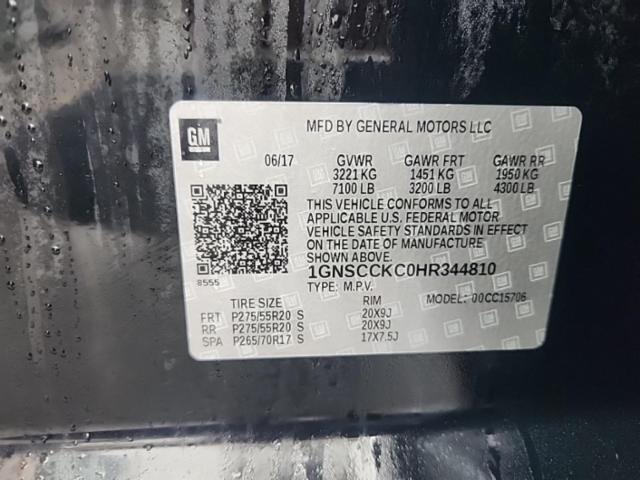 GM
MFD BY GENERAL MOTORS LLC
06/17 GVWR GAWR FRT GAWR RR
3221 KG 1451 KG 1950 KG
7100 LB 3200 LB 4300 LB
THIS VEHICLE CONFORMS TO ALL
APPLICABLE U.S. FEDERAL MOTOR
VEHICLE SAFETY STANDARDS IN EFFECT
ON THE DATE OF MANUFACTURE
SHOWN ABOVE.
8555 1GNSCCKC0HR344810
TYPE: M.P.V.
TIRE SIZE RIM MODEL: 00CC15706
FRT P275/55R20 S 20X9J
RR P275/55R20 S 20X9J
SPA P265/70R17 S 17X7.5J